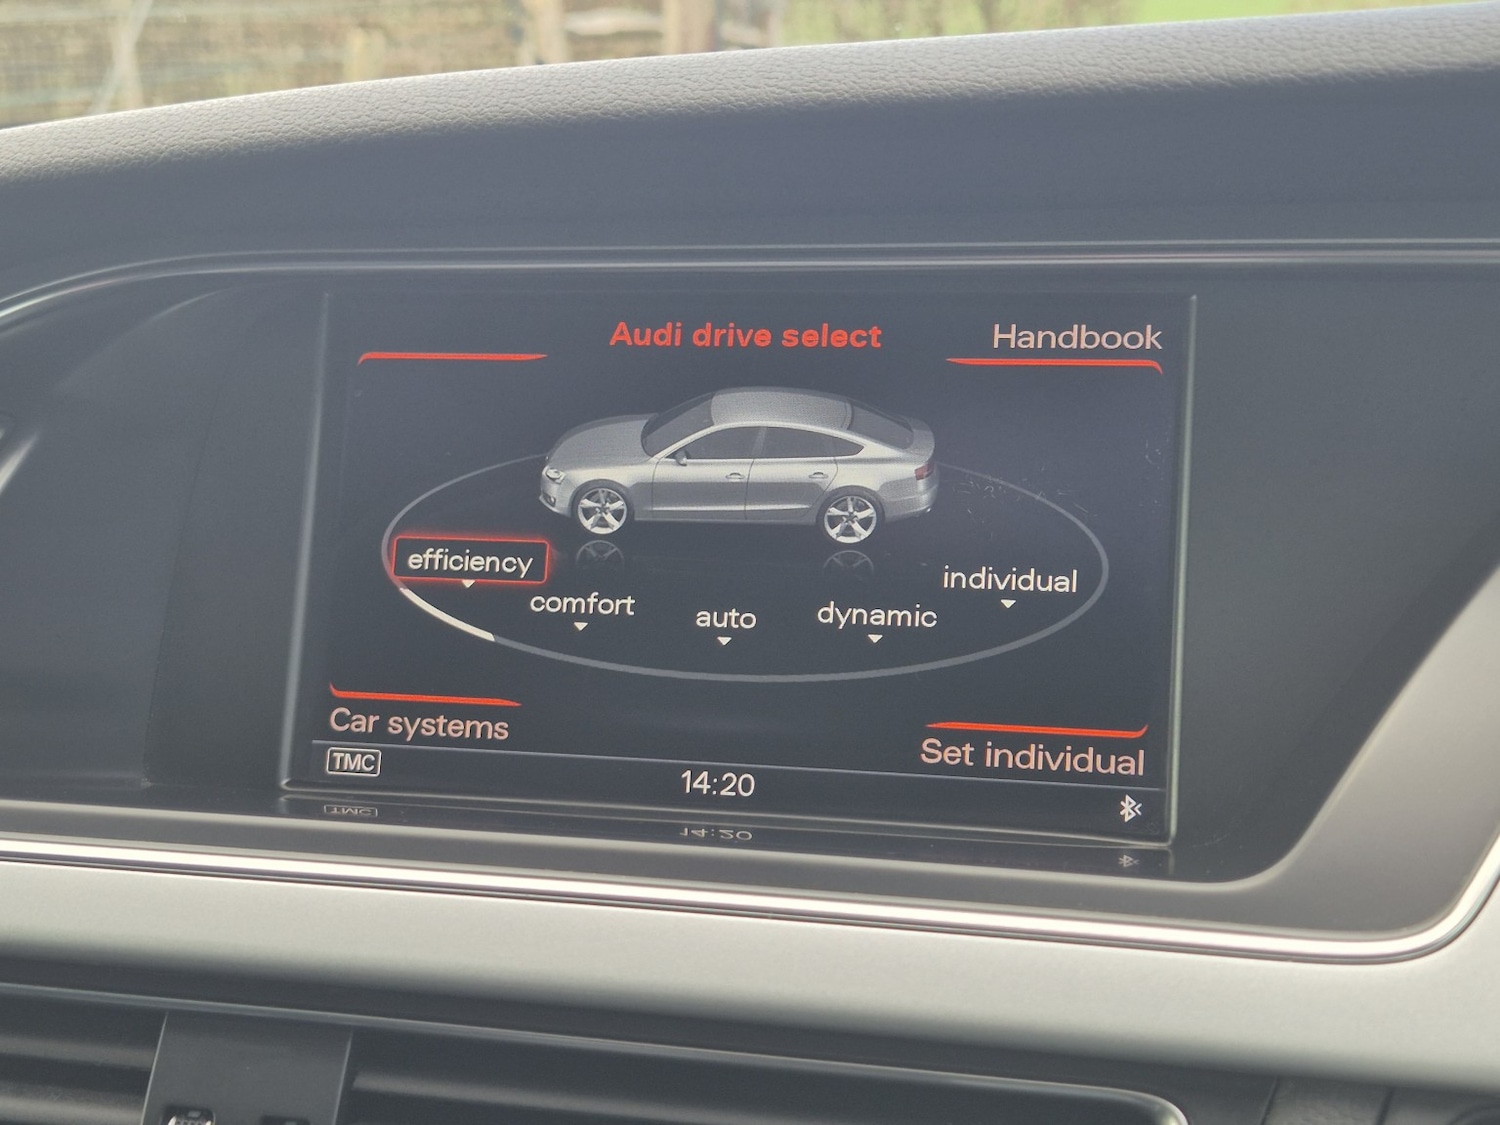 Audi drive select
Handbook
efficiency
comfort
auto
dynamic
individual
Car systems
Set individual
TMC
14:20